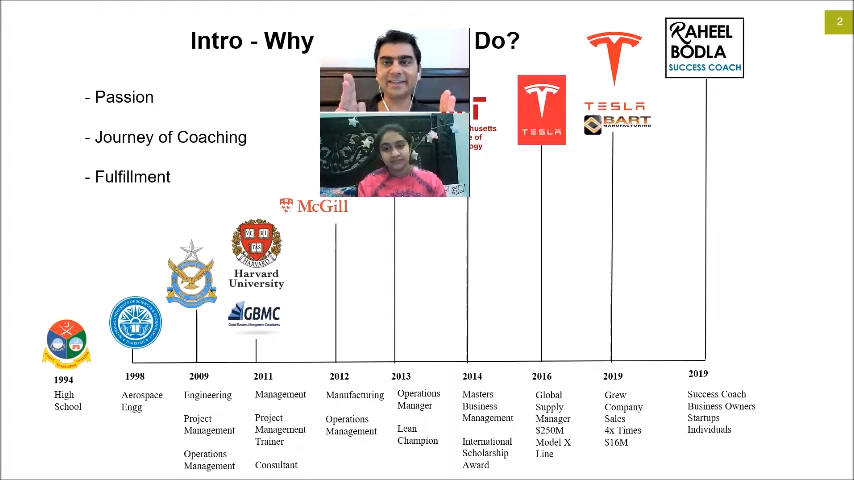 2
Intro - Why
Do?
- Passion
- Journey of Coaching
- Fulfillment
RAHEEL
BODLA
SUCCESS COACH
TESLA
BART
MANUFACTURING
TESLA
T
chusetts
e of
ogy
McGill
Harvard
University
GBMC
1994
High
School
1998
Aerospace
Engg
2009
Engineering
Project
Management
Operations
Management
2011
Management
Project
Management
Trainer
Consultant
2012
Manufacturing
Operations
Management
2013
Operations
Manager
Lean
Champion
2014
Masters
Business
Management
International
Scholarship
Award
2016
Global
Supply
Manager
$250M
Model X
Line
2019
Grew
Company
Sales
4x Times
$16M
2019
Success Coach
Business Owners
Startups
Individuals